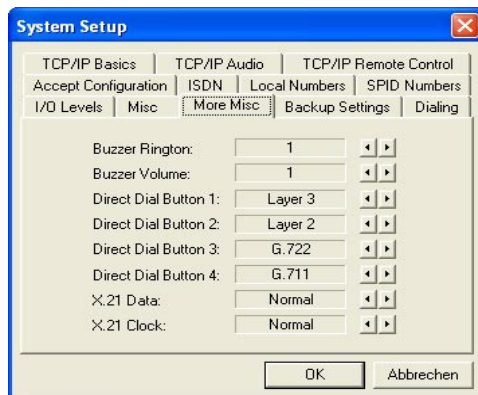 System Setup
TCP/IP Basics TCP/IP Audio TCP/IP Remote Control
Accept Configuration ISDN Local Numbers SPID Numbers
I/O Levels Misc More Misc Backup Settings Dialing
Buzzer Rington: 1
Buzzer Volume: 1
Direct Dial Button 1: Layer 3
Direct Dial Button 2: Layer 2
Direct Dial Button 3: G.722
Direct Dial Button 4: G.711
X.21 Data: Normal
X.21 Clock: Normal
OK Abbrechen